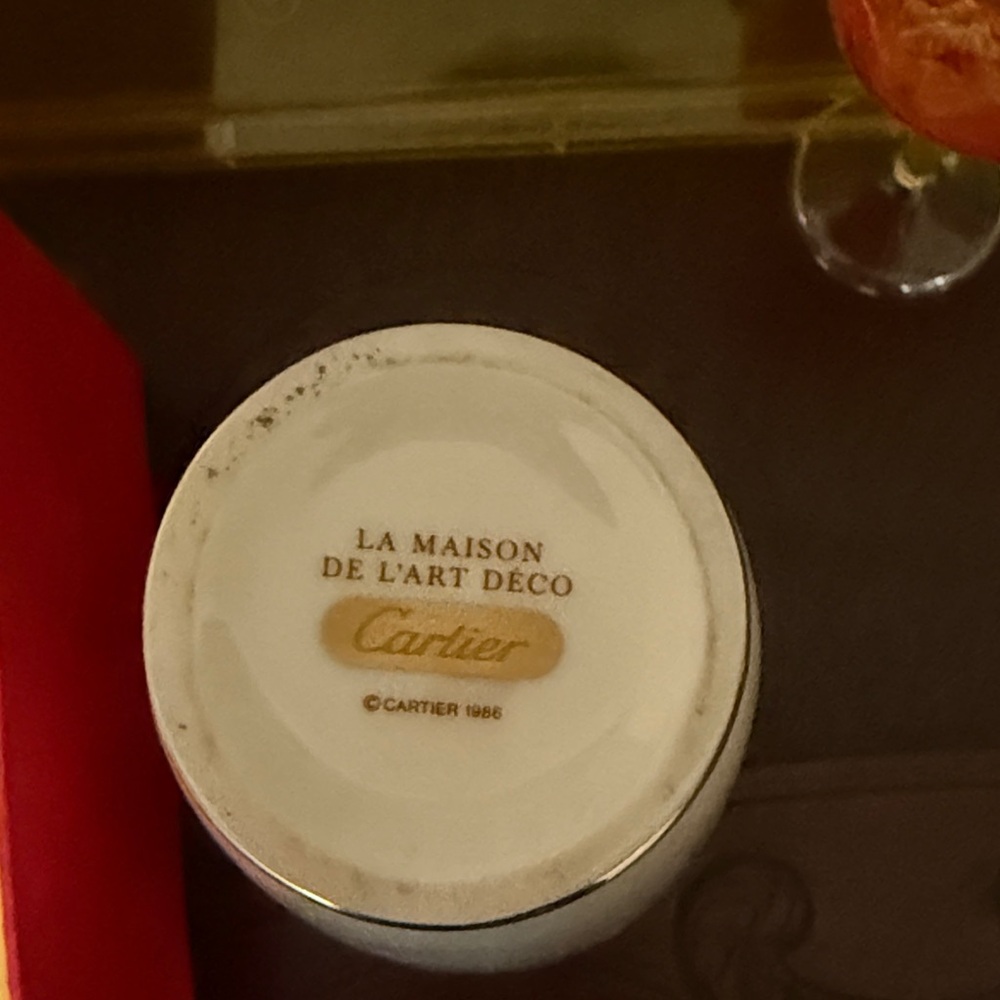 LA MAISON
DE L'ART DÉCO
Cartier
©CARTIER 1986